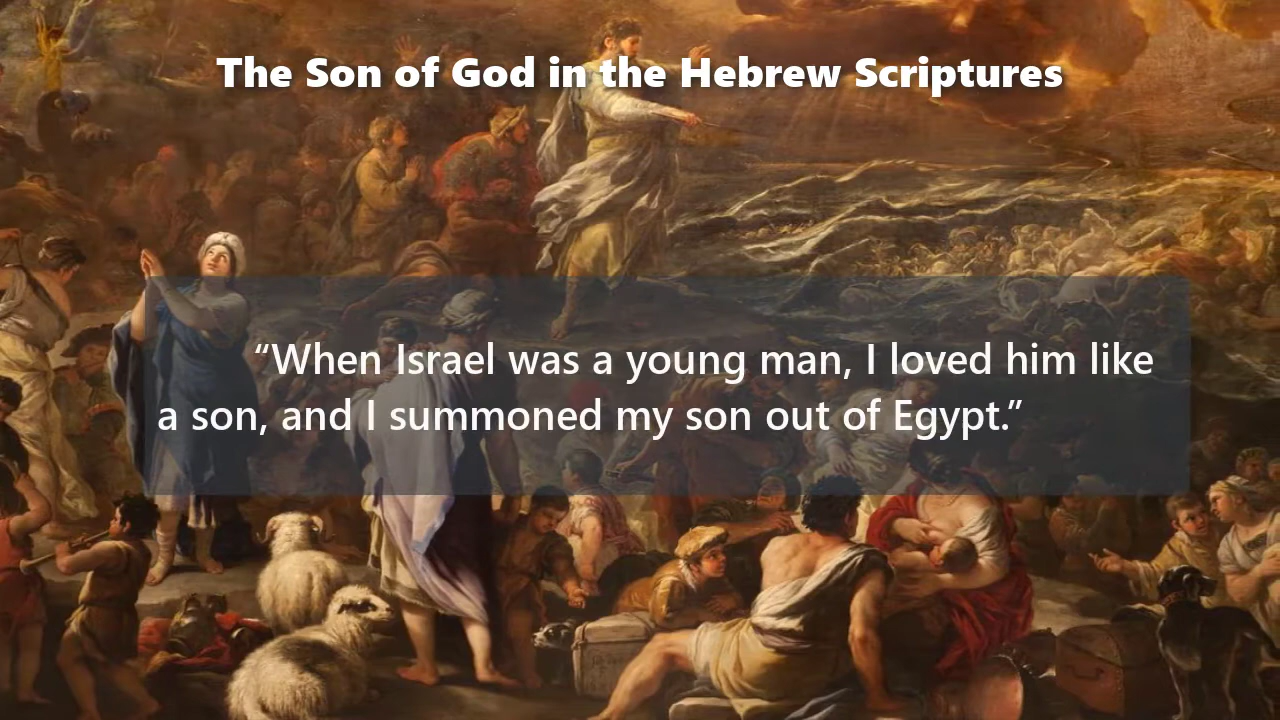 The Son of God in the Hebrew Scriptures
“When Israel was a young man, I loved him like
a son, and I summoned my son out of Egypt.”